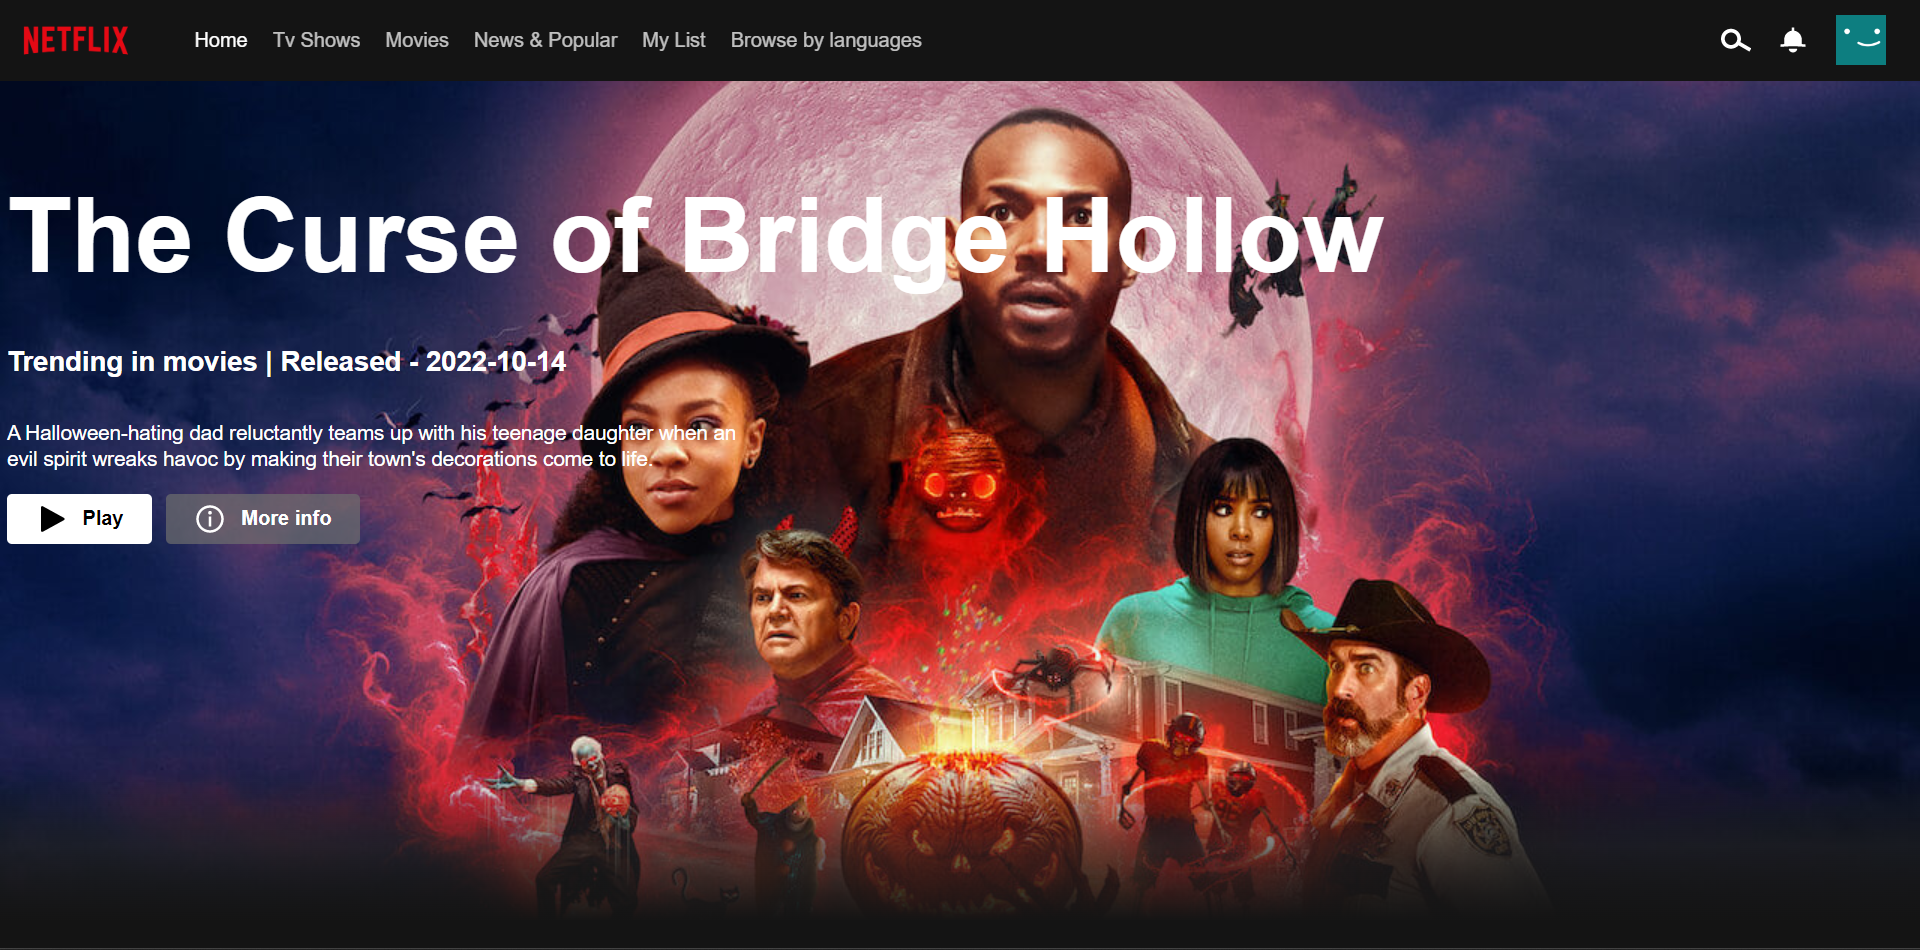 NETFLIX Home Tv Shows Movies News & Popular My List Browse by languages
The Curse of Bridge Hollow
Trending in movies | Released - 2022-10-14
A Halloween-hating dad reluctantly teams up with his teenage daughter when an
evil spirit wreaks havoc by making their town's decorations come to life.
Play More info